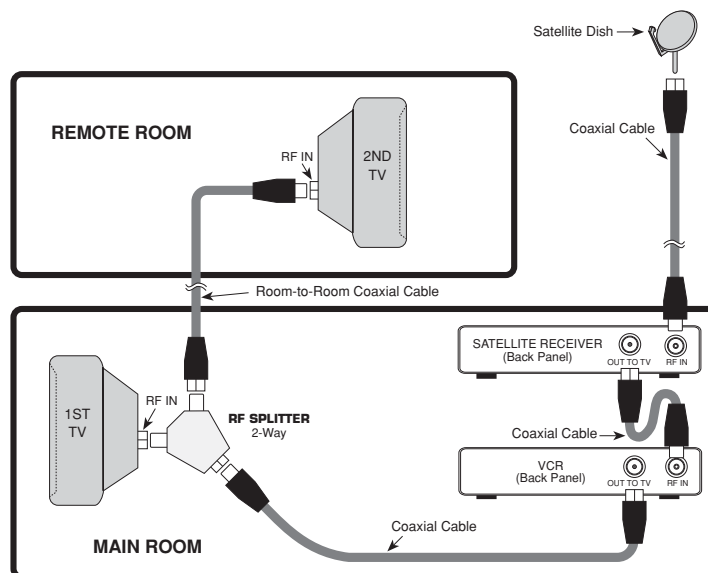 Satellite Dish
Coaxial Cable
REMOTE ROOM
RF IN
2ND
TV
Room-to-Room Coaxial Cable
SATELLITE RECEIVER
(Back Panel)
OUT TO TV
RF IN
1ST
TV
RF IN
RF SPLITTER
2-Way
Coaxial Cable
VCR
(Back Panel)
OUT TO TV
RF IN
Coaxial Cable
MAIN ROOM